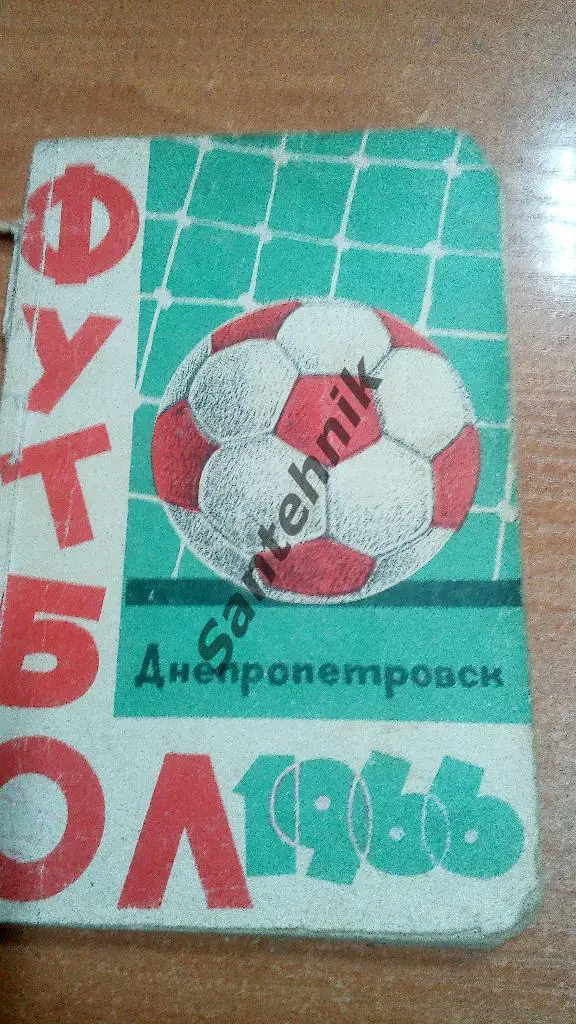 ФУТБОЛ
Днепропетровск
1966
Santehnik